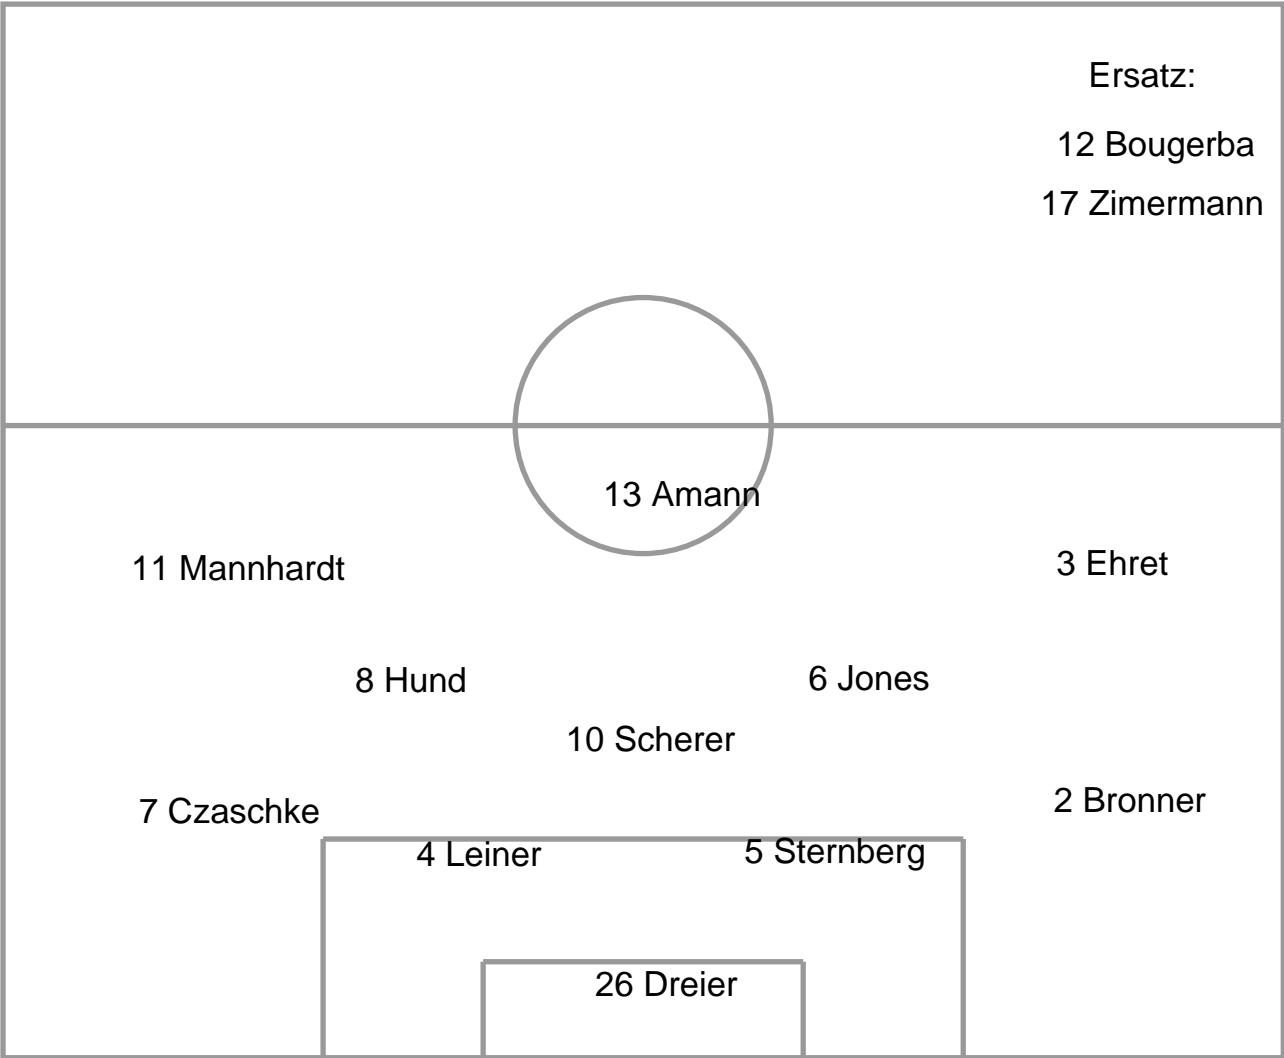 Ersatz:
12 Bougerba
17 Zimermann
13 Amann
11 Mannhardt
3 Ehret
8 Hund
6 Jones
10 Scherer
7 Czaschke
2 Bronner
4 Leiner
5 Sternberg
26 Dreier